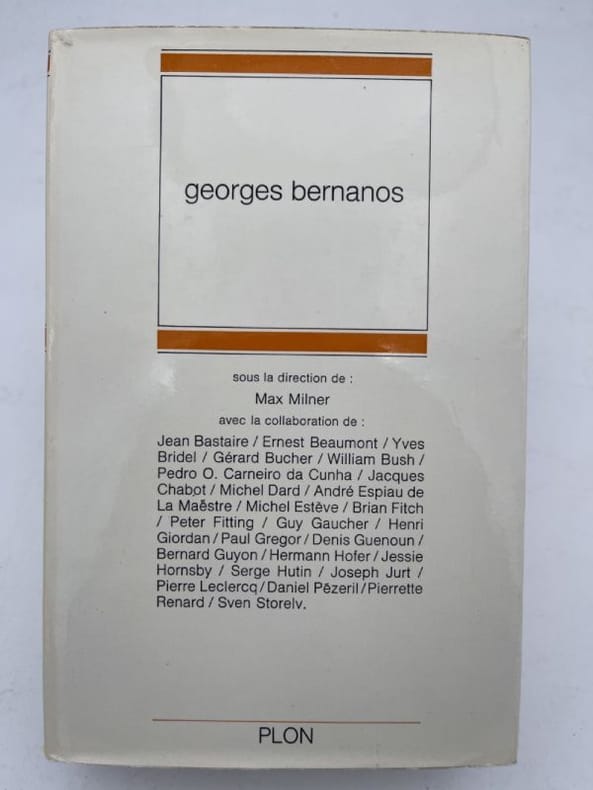 georges bernanos
sous la direction de :
Max Milner
avec la collaboration de :
Jean Bastaire / Ernest Beaumont / Yves
Bridel / Gérard Bucher / William Bush /
Pedro O. Carneiro da Cunha / Jacques
Chabot / Michel Dard / André Espiau de
La Maëstre / Michel Estève / Brian Fitch
/ Peter Fitting / Guy Gaucher / Henri
Giordan / Paul Gregor / Denis Guenoun /
Bernard Guyon / Hermann Hofer / Jessie
Hornsby / Serge Hutin / Joseph Jurt /
Pierre Leclercq / Daniel Pézeril / Pierrette
Renard / Sven Storelv.
PLON